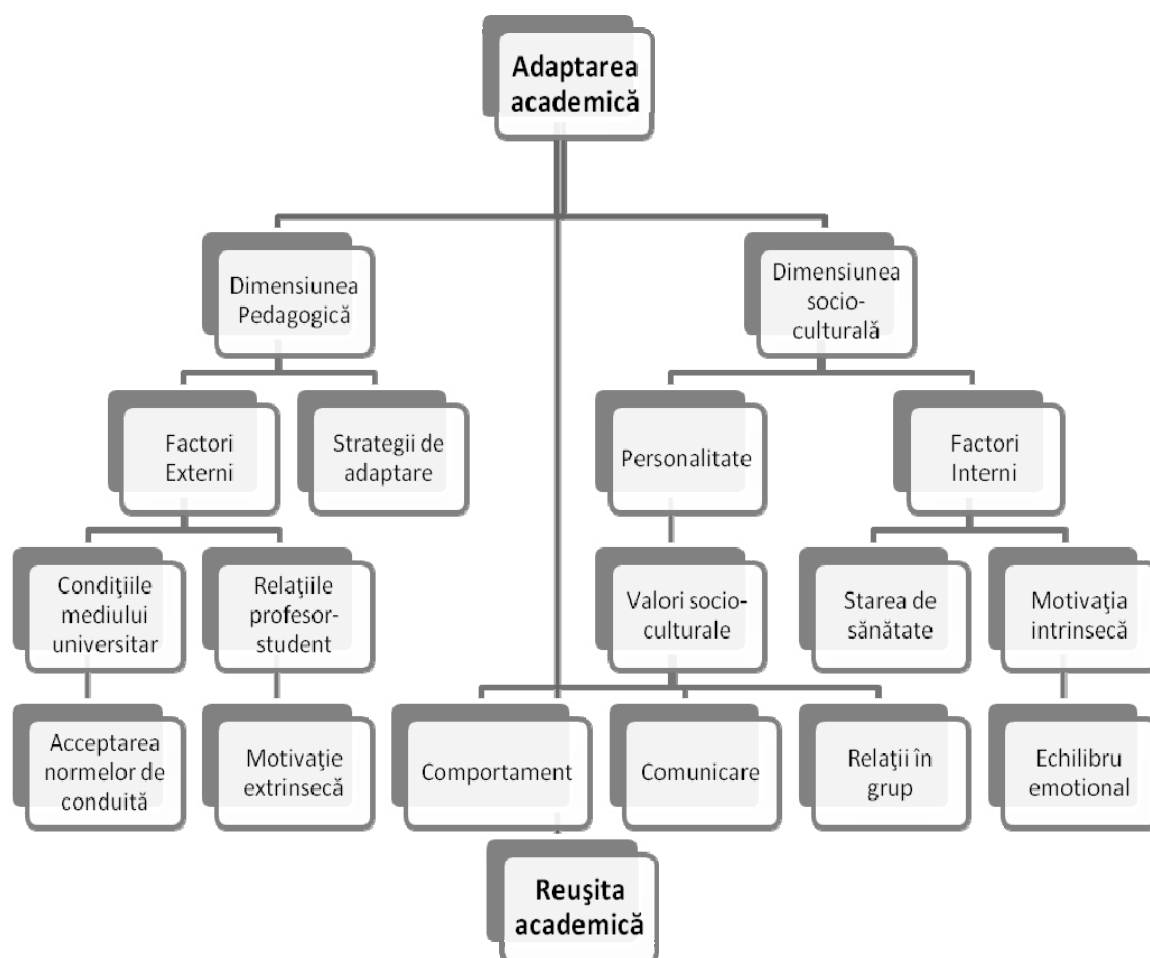 Adaptarea
academică
Dimensiunea
Pedagogică
Dimensiunea
socio-
culturală
Factori
Externi
Strategii de
adaptare
Personalitate
Factori
Interni
Condiţiile
mediului
universitar
Relaţiile
profesor-
student
Valori socio-
culturale
Starea de
sănătate
Motivaţia
intrinsecă
Acceptarea
normelor de
conduită
Motivaţie
extrinsecă
Comportament
Comunicare
Relaţii în
grup
Echilibru
emotional
Reuşita
academică